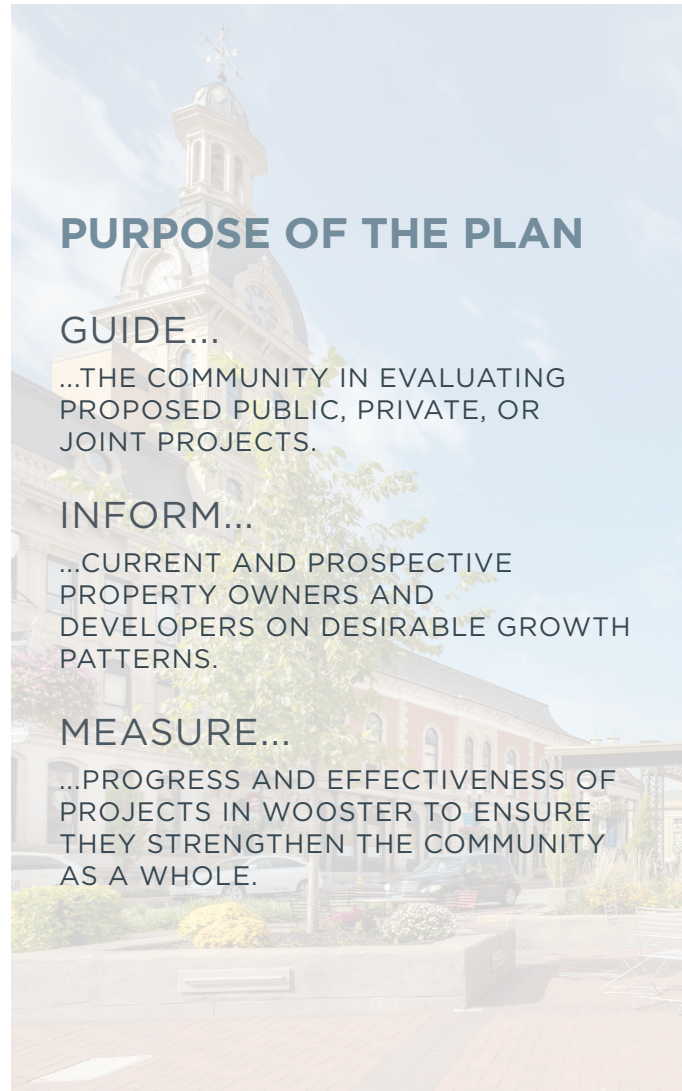 PURPOSE OF THE PLAN
GUIDE...
...THE COMMUNITY IN EVALUATING
PROPOSED PUBLIC, PRIVATE, OR
JOINT PROJECTS.
INFORM...
...CURRENT AND PROSPECTIVE
PROPERTY OWNERS AND
DEVELOPERS ON DESIRABLE GROWTH
PATTERNS.
MEASURE...
...PROGRESS AND EFFECTIVENESS OF
PROJECTS IN WOOSTER TO ENSURE
THEY STRENGTHEN THE COMMUNITY
AS A WHOLE.